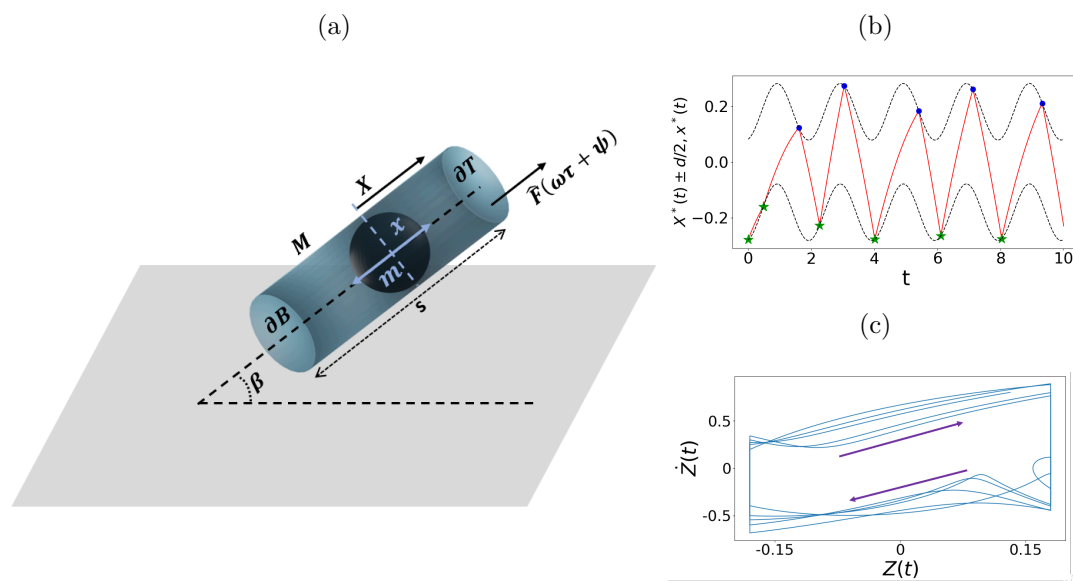 (a)
X
∂T
F̂(ωτ + ψ)
M
x
m
∂B
s
β
(b)
X*(t) ± d/2, x*(t)
0.2
0.0
−0.2
0 2 4 6 8 10
t
(c)
Ż(t)
0.5
0
-0.5
-0.15 0 0.15
Z(t)